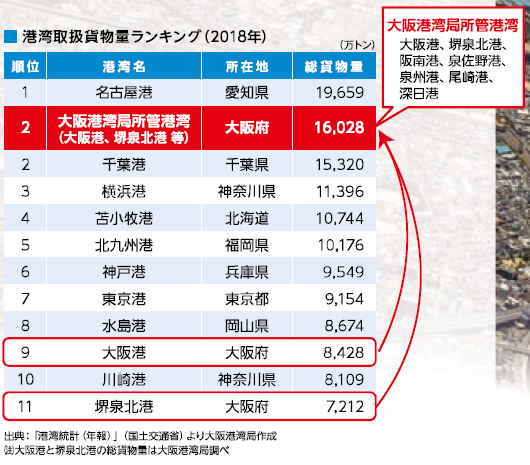 ■ 港湾取扱貨物量ランキング（2018年）
（万トン）
順位 港湾名 所在地 総貨物量
1 名古屋港 愛知県 19,659
2 大阪港湾局所管港湾 大阪府 16,028
（大阪港、堺泉北港 等）
2 千葉港 千葉県 15,320
3 横浜港 神奈川県 11,396
4 苫小牧港 北海道 10,744
5 北九州港 福岡県 10,176
6 神戸港 兵庫県 9,549
7 東京港 東京都 9,154
8 水島港 岡山県 8,674
9 大阪港 大阪府 8,428
10 川崎港 神奈川県 8,109
11 堺泉北港 大阪府 7,212
出典：「港湾統計（年報）」（国土交通省）より大阪港湾局作成
㊟大阪港と堺泉北港の総貨物量は大阪港湾局調べ
大阪港湾局所管港湾
大阪港、堺泉北港、
阪南港、泉佐野港、
泉州港、尾崎港、
深日港